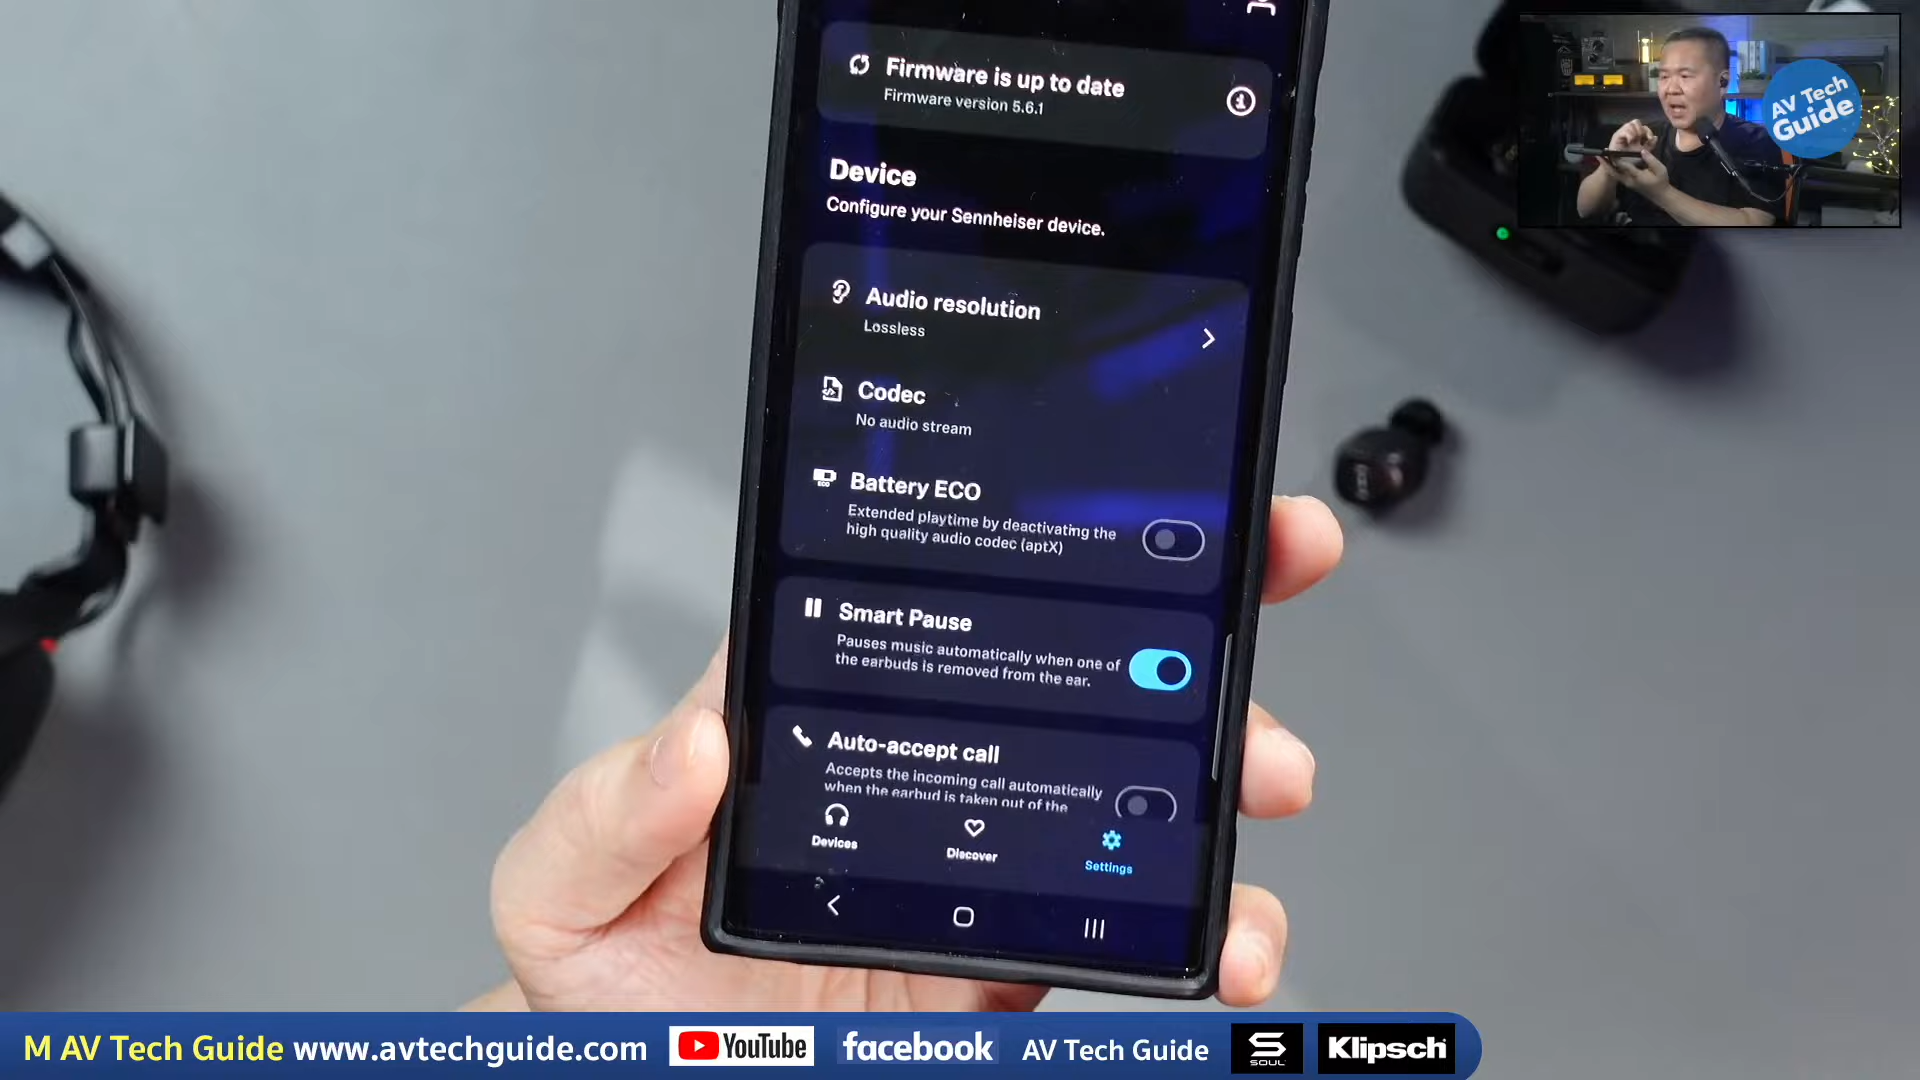 Firmware is up to date
Firmware version 5.6.1
Device
Configure your Sennheiser device.
Audio resolution
Lossless
Codec
No audio stream
Battery ECO
ECO
Extended playtime by deactivating the
high quality audio codec (aptX)
Smart Pause
Pauses music automatically when one of
the earbuds is removed from the ear.
Auto-accept call
Accepts the incoming call automatically
when the earbud is taken out of the
Devices
Discover
Settings
AV Tech
Guide
M AV Tech Guide www.avtechguide.com
YouTube
facebook
AV Tech Guide
S
SOUL
Klipsch